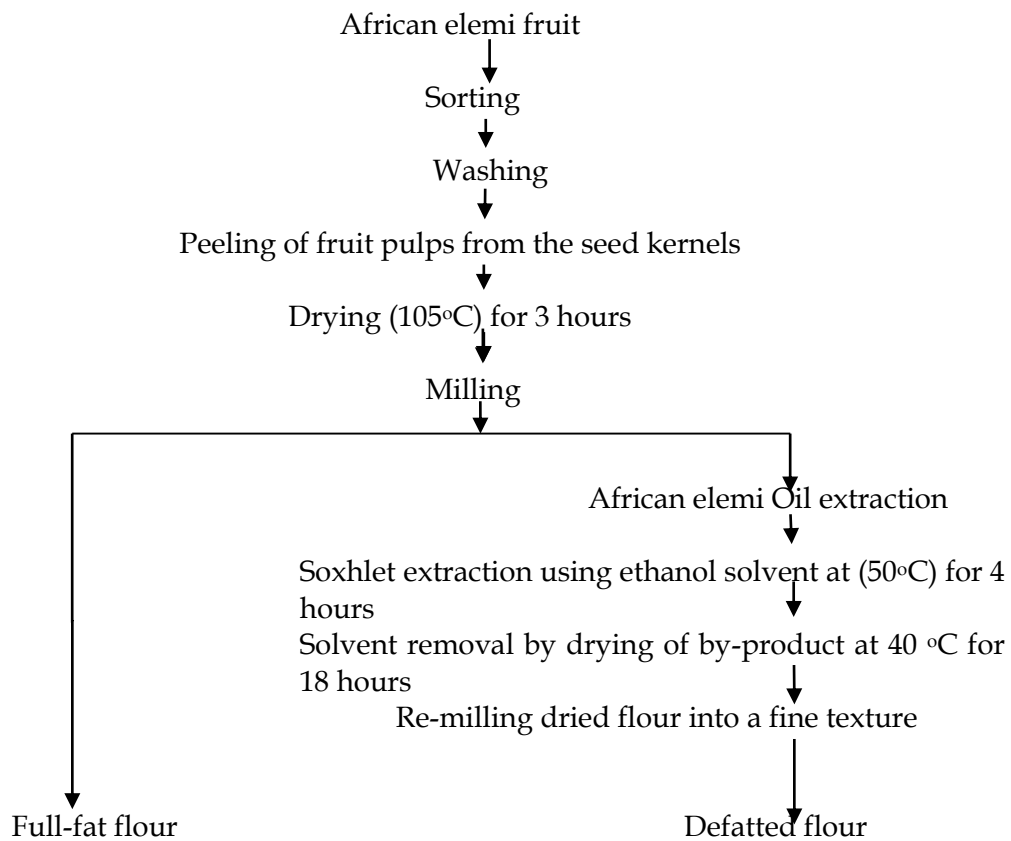 African elemi fruit
Sorting
Washing
Peeling of fruit pulps from the seed kernels
Drying (105ᵒC) for 3 hours
Milling
African elemi Oil extraction
Soxhlet extraction using ethanol solvent at (50ᵒC) for 4
hours
Solvent removal by drying of by-product at 40 ᵒC for
18 hours
Re-milling dried flour into a fine texture
Full-fat flour
Defatted flour